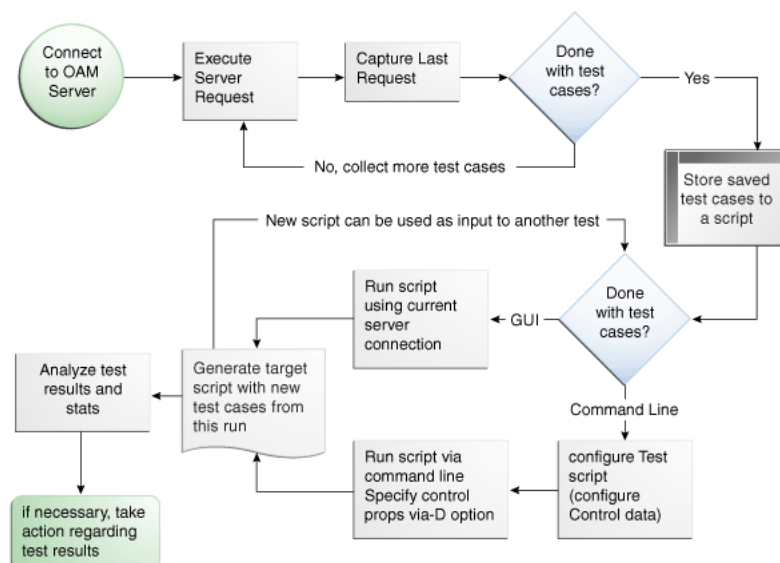 Connect
to OAM
Server
Execute
Server
Request
Capture Last
Request
Done
with test
cases?
Yes
No, collect more test cases
Store saved
test cases to
a script
New script can be used as input to another test
Done
with test
cases?
GUI
Run script
using current
server
connection
Generate target
script with new
test cases from
this run
Analyze test
results and
stats
if necessary, take
action regarding
test results
Command Line
configure Test
script
(configure
Control data)
Run script via
command line
Specify control
props via-D option